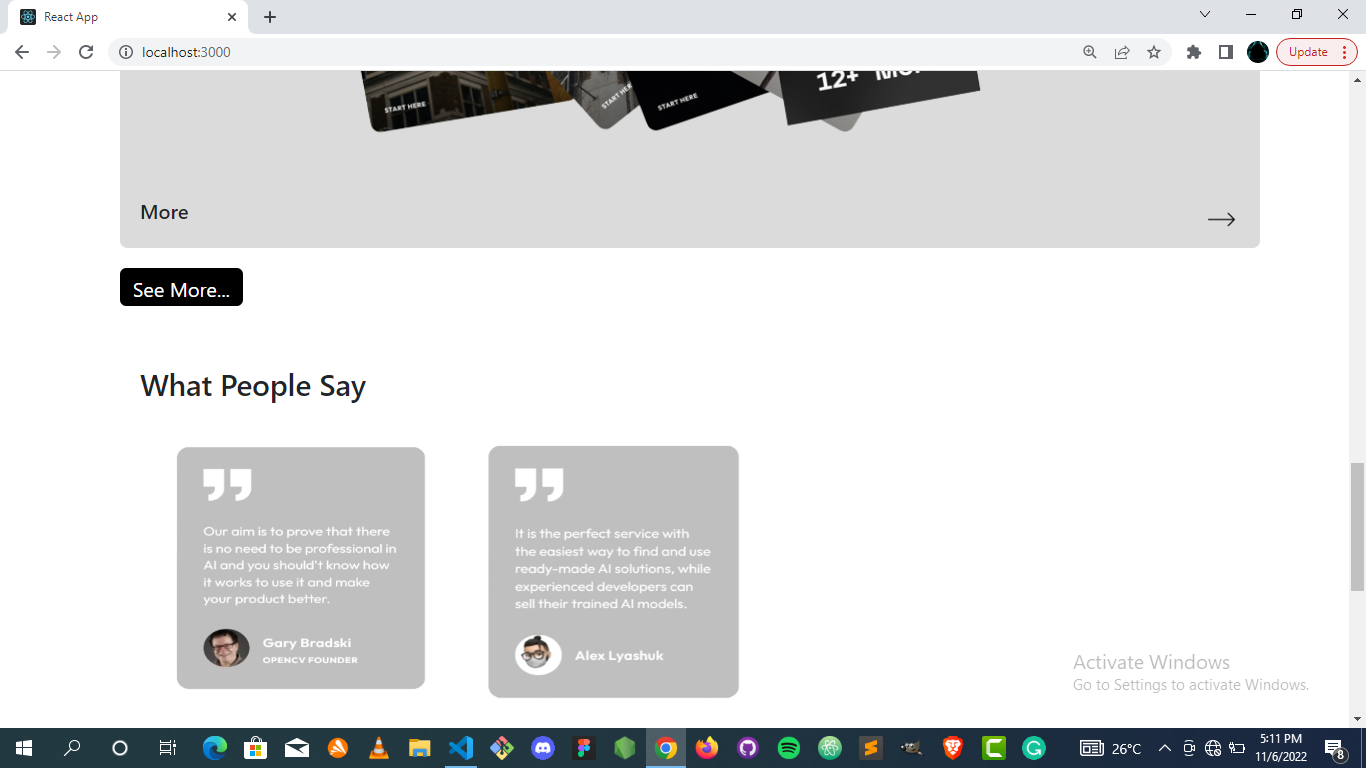 React App
localhost:3000
Update
START HERE
START HERE
START HERE
12+
More
See More...
What People Say
Our aim is to prove that there
is no need to be professional in
AI and you should't know how
it works to use it and make
your product better.
Gary Bradski
OPENCV FOUNDER
It is the perfect service with
the easiest way to find and use
ready-made AI solutions, while
experienced developers can
sell their trained AI models.
Alex Lyashuk
Activate Windows
Go to Settings to activate Windows.
26°C
5:11 PM
11/6/2022
8